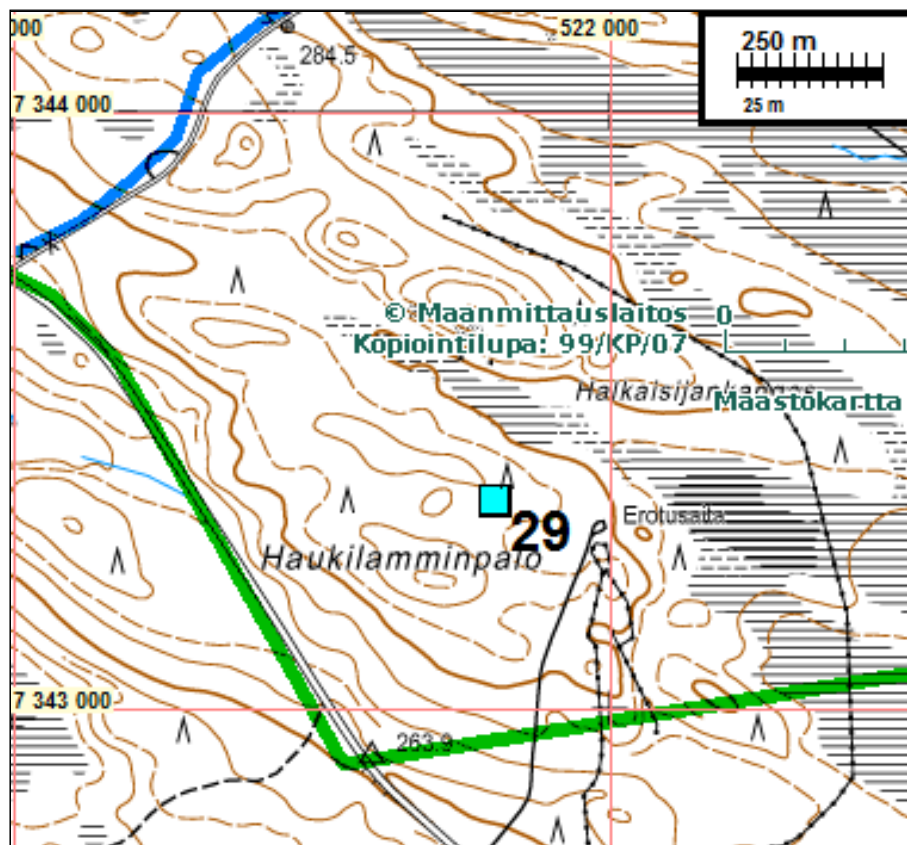 000
522 000
250 m
25 m
284.5
7 344 000
© Maanmittauslaitos
0
Kopiointilupa: 99/KP/07
Maastokartta
29
Erotusaita
Haukilamminpalo
7 343 000
263.9